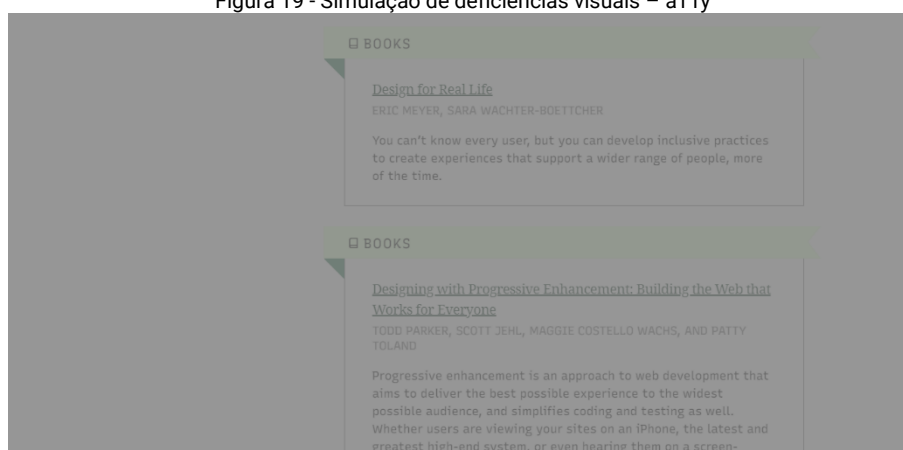 Figura 19 - Simulação de deficiências visuais – a11y
BOOKS
Design for Real Life
ERIC MEYER, SARA WACHTER-BOETTCHER
You can't know every user, but you can develop inclusive practices
to create experiences that support a wider range of people, more
of the time.
BOOKS
Designing with Progressive Enhancement: Building the Web that
Works for Everyone
TODD PARKER, SCOTT JEHL, MAGGIE COSTELLO WACHS, AND PATTY
TOLAND
Progressive enhancement is an approach to web development that
aims to deliver the best possible experience to the widest
possible audience, and simplifies coding and testing as well.
Whether users are viewing your sites on an iPhone, the latest and
greatest high-end system, or even hearing them on a screen-